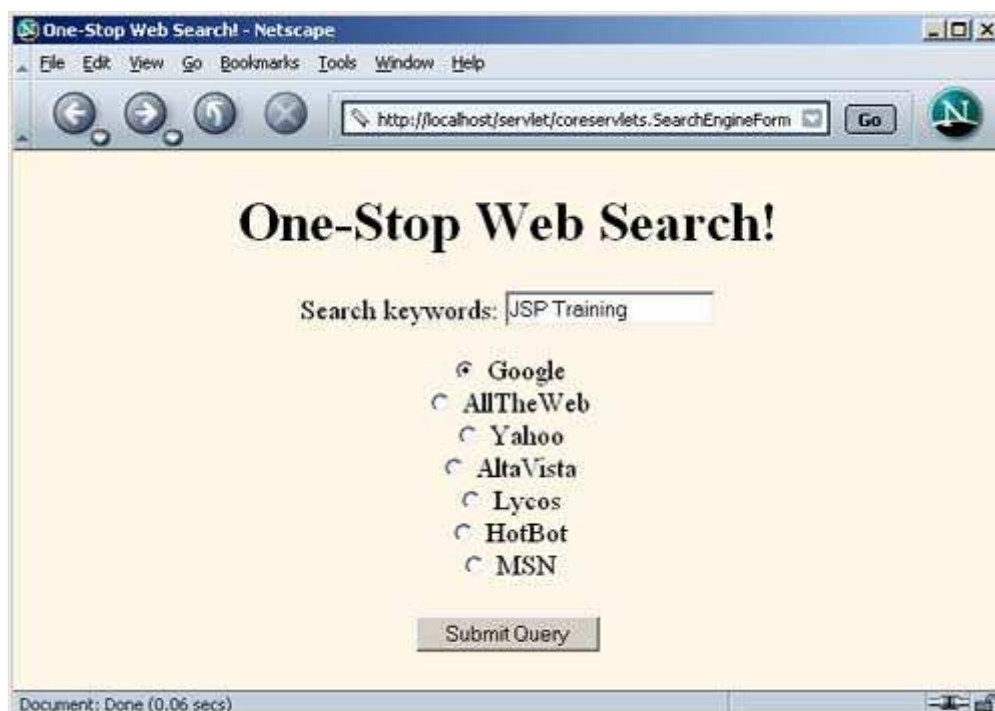 One-Stop Web Search! - Netscape
File Edit View Go Bookmarks Tools Window Help
http://localhost/servlet/coreservlets.SearchEngineForm Go N
One-Stop Web Search!
Search keywords: JSP Training
Google
AllTheWeb
Yahoo
AltaVista
Lycos
HotBot
MSN
Submit Query
Document: Done (0.06 secs)